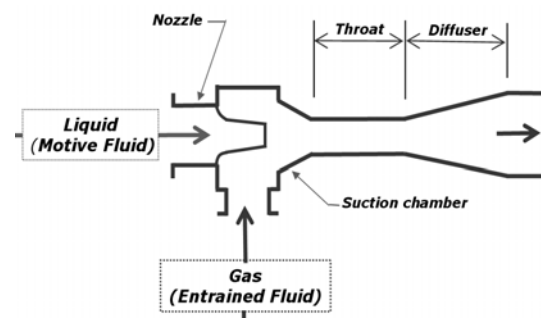 Nozzle
Throat
Diffuser
Liquid
(Motive Fluid)
Suction chamber
Gas
(Entrained Fluid)